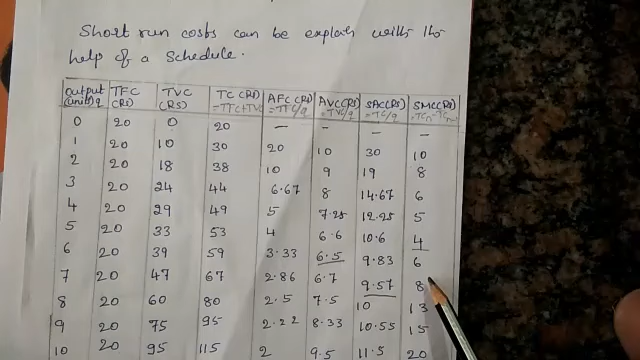 Short run costs can be explain with the
help of a schedule.
output (units) q TFC (RS) TVC (RS) TC (RS) =TFC+TVC AFC (RS) =TFC/q AVC (RS) =TVC/q SAC (RS) =TC/q SMC (RS) =TCn-TCn-1
0 20 0 20 – – – –
1 20 10 30 20 10 30 10
2 20 18 38 10 9 19 8
3 20 24 44 6.67 8 14.67 6
4 20 29 49 5 7.25 12.25 5
5 20 33 53 4 6.6 10.6 4
6 20 39 59 3.33 6.5 9.83 6
7 20 47 67 2.86 6.7 9.57 8
8 20 60 80 2.5 7.5 10 13
9 20 75 95 2.22 8.33 10.55 15
10 20 95 115 2 9.5 11.5 20